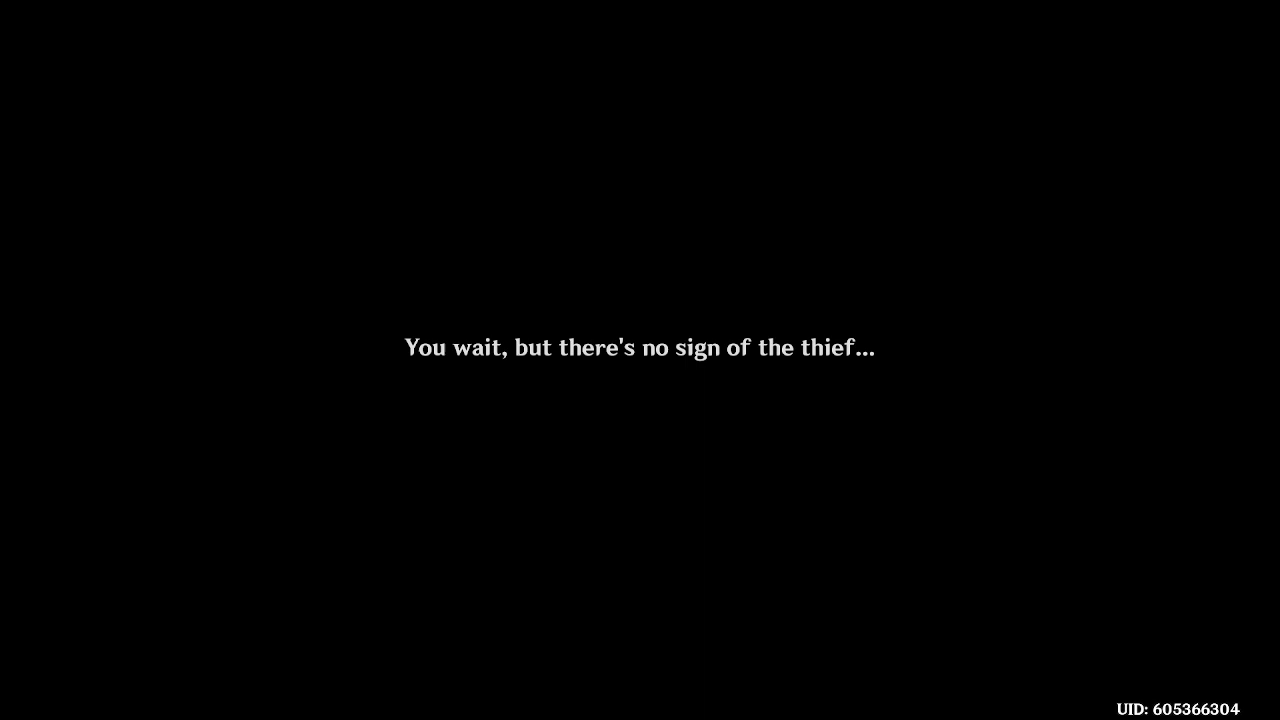 You wait, but there's no sign of the thief...
UID: 605366304